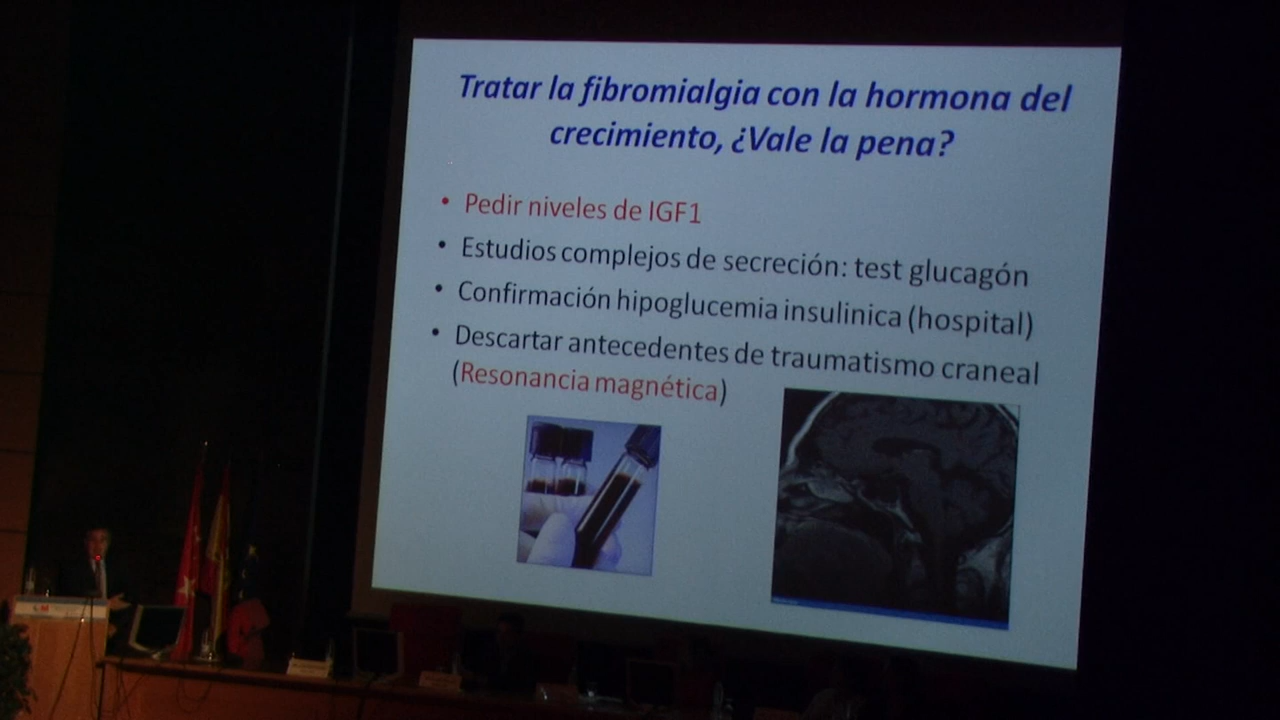 Tratar la fibromialgia con la hormona del
crecimiento, ¿Vale la pena?
• Pedir niveles de IGF1
• Estudios complejos de secreción: test glucagón
• Confirmación hipoglucemia insulinica (hospital)
• Descartar antecedentes de traumatismo craneal
(Resonancia magnética)